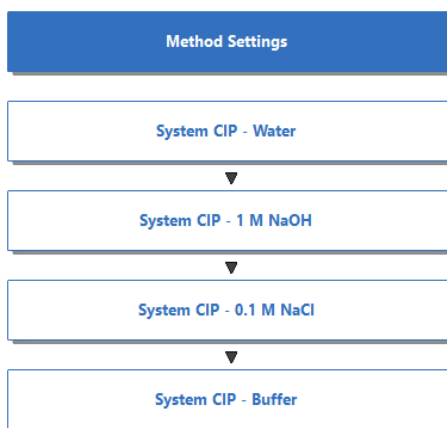 Method Settings
System CIP - Water
System CIP - 1 M NaOH
System CIP - 0.1 M NaCl
System CIP - Buffer